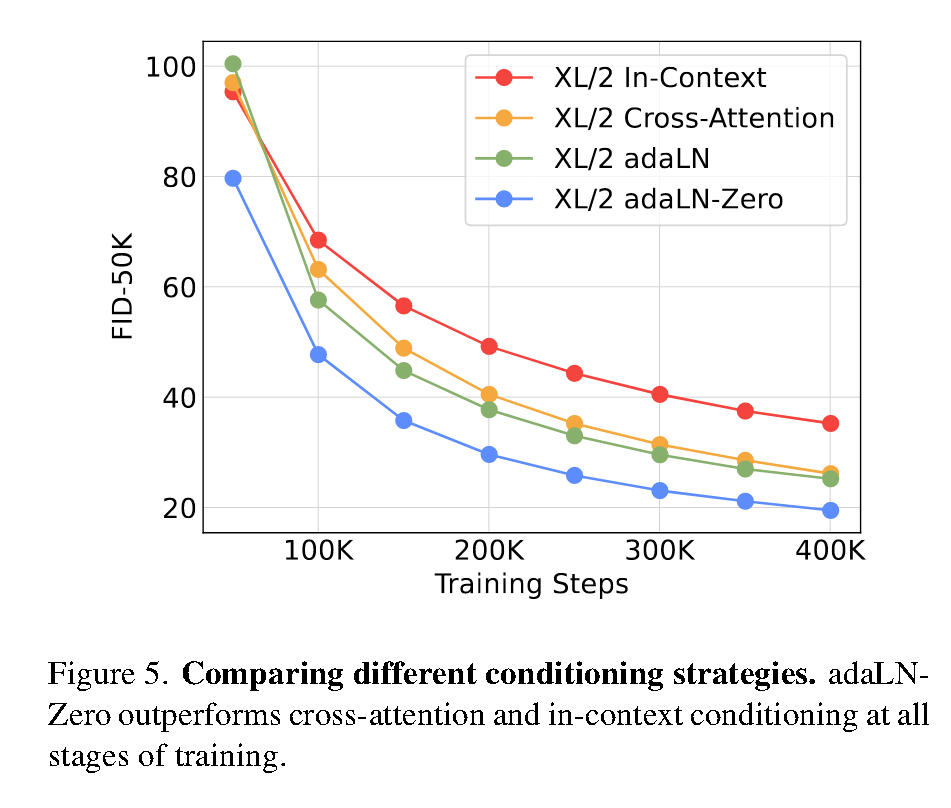 100
80
60
40
20
FID-50K
XL/2 In-Context
XL/2 Cross-Attention
XL/2 adaLN
XL/2 adaLN-Zero
100K
200K
300K
400K
Training Steps
Figure 5. Comparing different conditioning strategies. adaLN-
Zero outperforms cross-attention and in-context conditioning at all
stages of training.